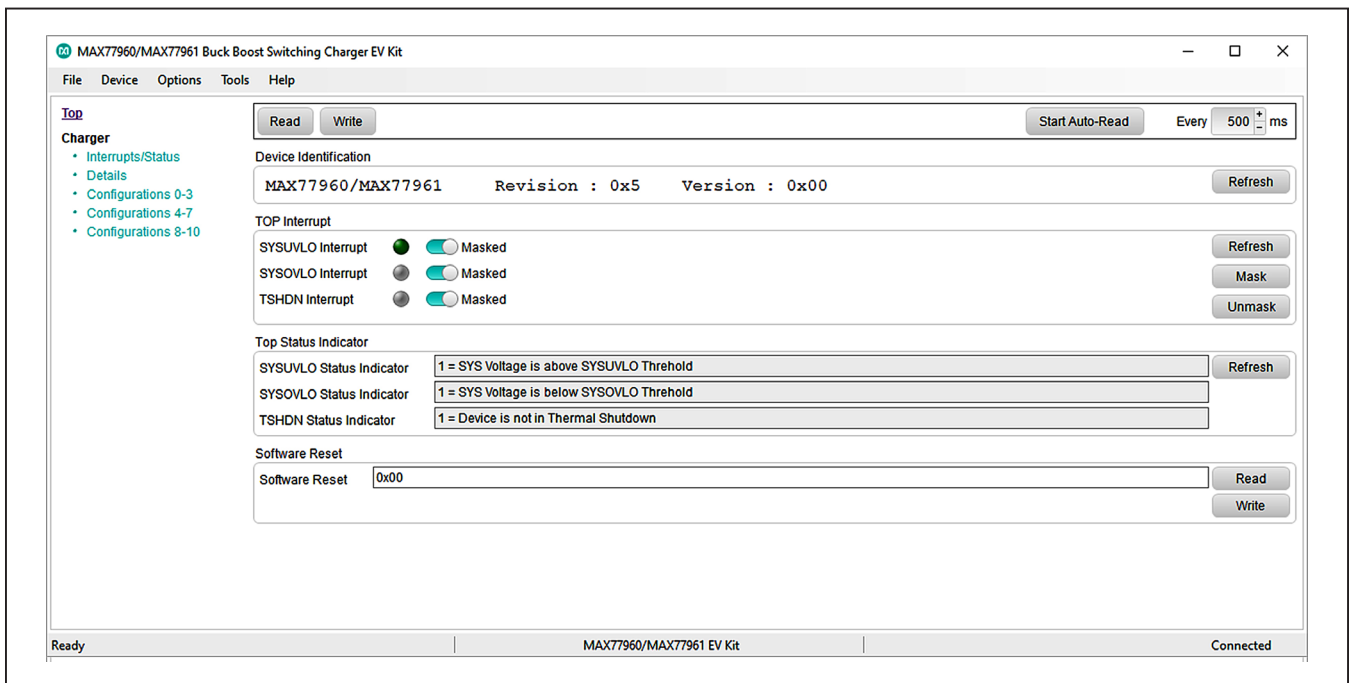 MAX77960/MAX77961 Buck Boost Switching Charger EV Kit
File Device Options Tools Help
Top
Charger
• Interrupts/Status
• Details
• Configurations 0-3
• Configurations 4-7
• Configurations 8-10
Read Write Start Auto-Read Every 500 ms
Device Identification
MAX77960/MAX77961 Revision : 0x5 Version : 0x00 Refresh
TOP Interrupt
SYSUVLO Interrupt Masked Refresh
SYSOVLO Interrupt Masked Mask
TSHDN Interrupt Masked Unmask
Top Status Indicator
SYSUVLO Status Indicator 1 = SYS Voltage is above SYSUVLO Threhold Refresh
SYSOVLO Status Indicator 1 = SYS Voltage is below SYSOVLO Threhold
TSHDN Status Indicator 1 = Device is not in Thermal Shutdown
Software Reset
Software Reset 0x00 Read
Write
Ready MAX77960/MAX77961 EV Kit Connected